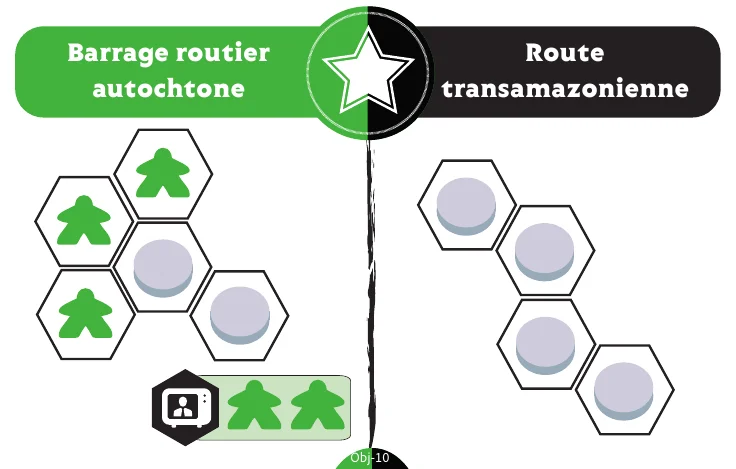 Barrage routier
autochtone
Route
transamazonienne
Obj-10